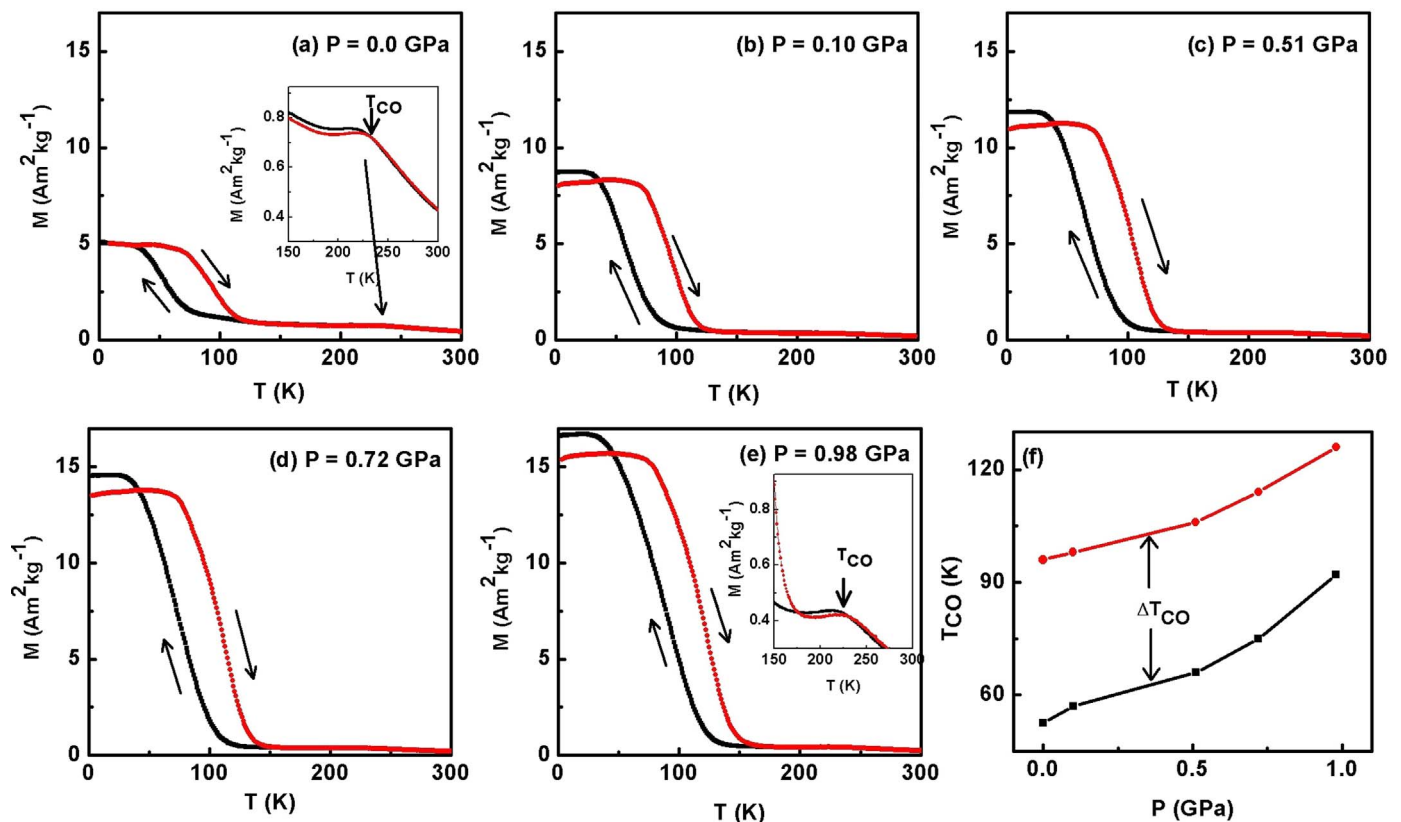 (a) P = 0.0 GPa
15
10
5
0
M (Am2kg-1)
0 100 200 300
T (K)
TCO
0.8
0.6
0.4
M (Am2kg-1)
150 200 250 300
T (K)
(b) P = 0.10 GPa
15
10
5
0
M (Am2kg-1)
0 100 200 300
T (K)
(c) P = 0.51 GPa
15
10
5
0
M (Am2kg-1)
0 100 200 300
T (K)
(d) P = 0.72 GPa
15
10
5
0
M (Am2kg-1)
0 100 200 300
T (K)
(e) P = 0.98 GPa
15
10
5
0
M (Am2kg-1)
0 100 200 300
T (K)
TCO
0.8
0.6
0.4
M (Am2kg-1)
150 200 250 300
T (K)
(f)
120
90
60
TCO (K)
ΔTCO
0.0 0.5 1.0
P (GPa)